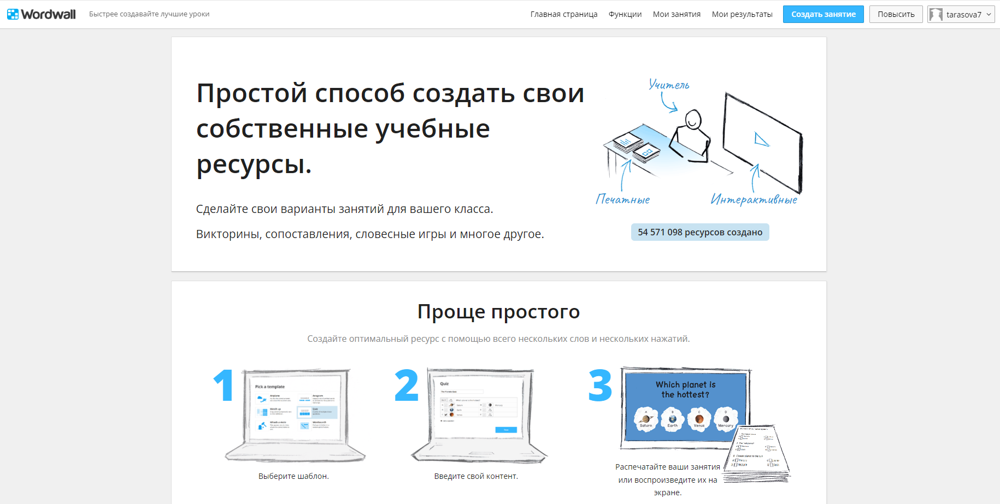 Wordwall
Быстрее создавайте лучшие уроки
Главная страница
Функции
Мои занятия
Мои результаты
Создать занятие
Повысить
tarasova7
Простой способ создать свои
собственные учебные
ресурсы.
Сделайте свои варианты занятий для вашего класса.
Викторины, сопоставления, словесные игры и многое другое.
Учитель
Печатные
Интерактивные
54 571 098 ресурсов создано
Проще простого
Создайте оптимальный ресурс с помощью всего нескольких слов и нескольких нажатий.
1
Pick a template
Airplane
Anagram
Match up
Quiz
Whack-a-mole
Wordsearch
Выберите шаблон.
2
Quiz
Which planet is the hottest?
Saturn
Mercury
Earth
Venus
Введите свой контент.
3
Which planet is
the hottest?
A
B
C
D
Saturn
Earth
Venus
Mercury
Распечатайте ваши занятия
или воспроизведите их на
экране.